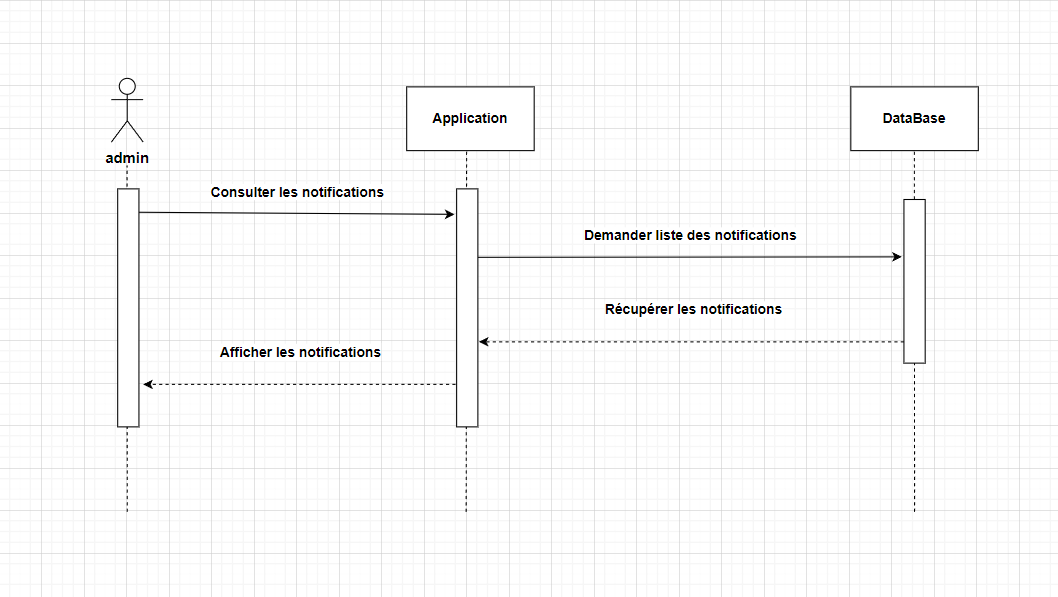 Application
DataBase
admin
Consulter les notifications
Demander liste des notifications
Récupérer les notifications
Afficher les notifications